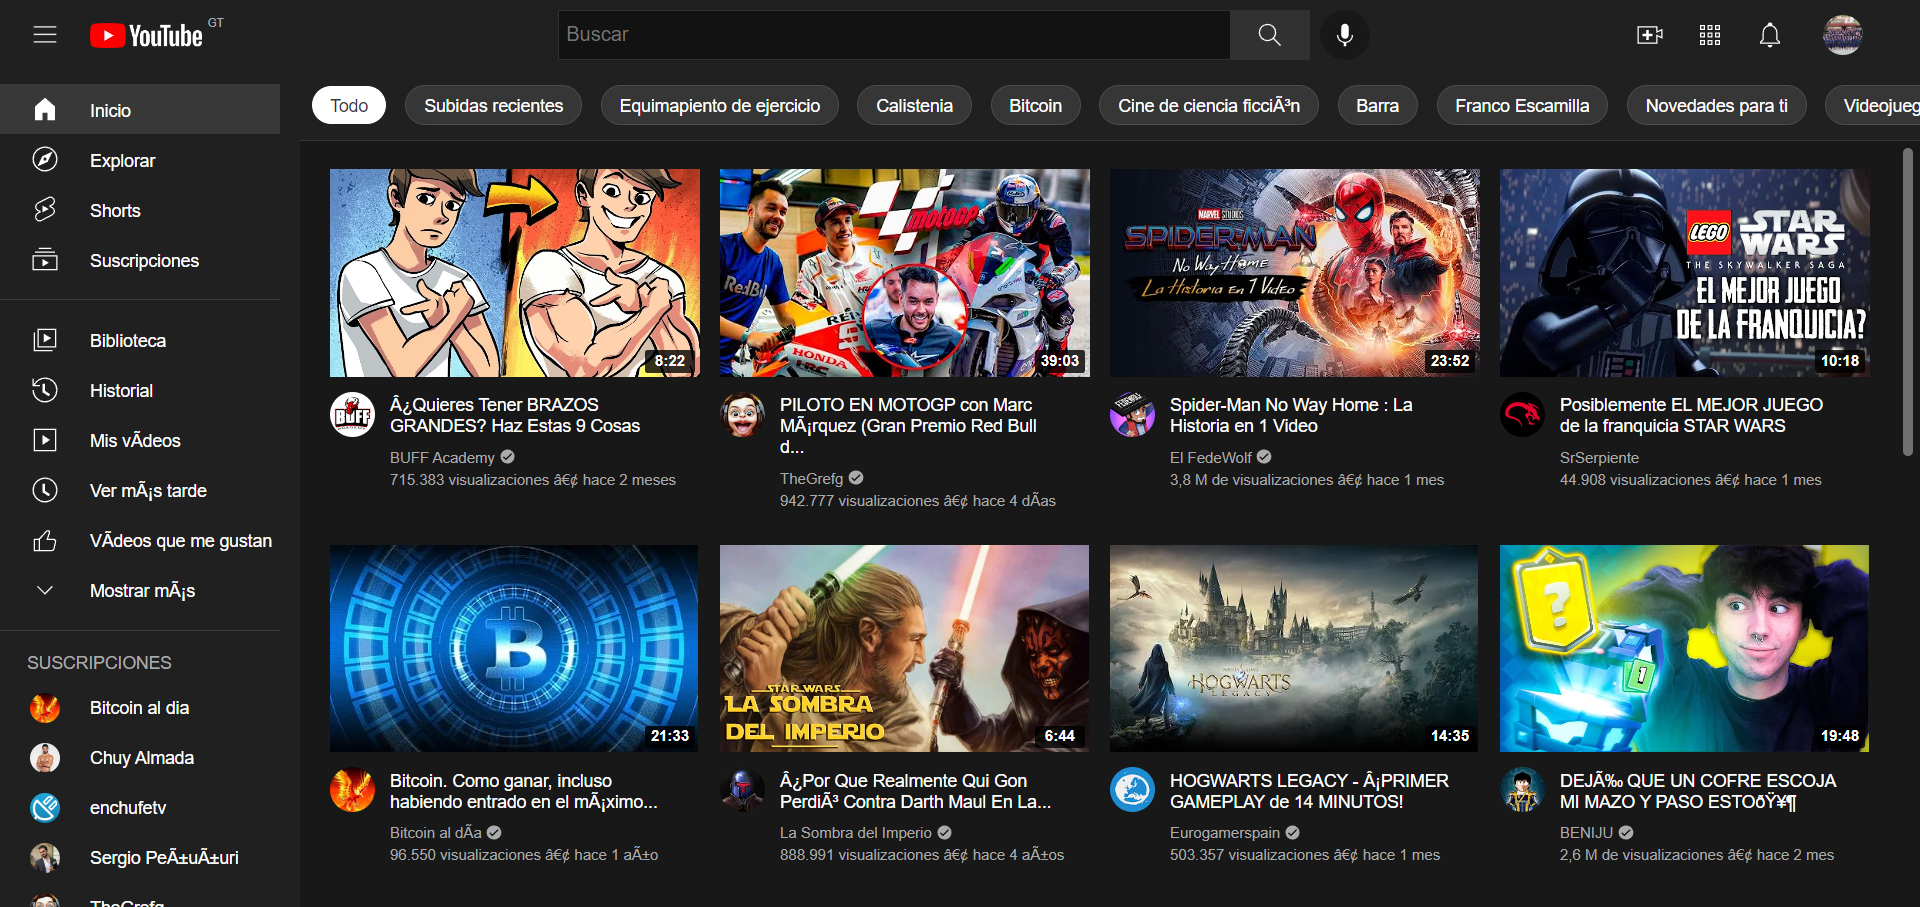 YouTube GT
Buscar
Inicio
Explorar
Shorts
Suscripciones
Biblioteca
Historial
Mis vÃdeos
Ver mÃ¡s tarde
VÃdeos que me gustan
Mostrar mÃ¡s
SUSCRIPCIONES
Bitcoin al dia
Chuy Almada
enchufetv
Sergio PeÃ±uÃ±uri
TheGrefg
Todo
Subidas recientes
Equimapiento de ejercicio
Calistenia
Bitcoin
Cine de ciencia ficciÃ³n
Barra
Franco Escamilla
Novedades para ti
Videojueg
8:22
BUFF
Â¿Quieres Tener BRAZOS
GRANDES? Haz Estas 9 Cosas
BUFF Academy
715.383 visualizaciones â€¢ hace 2 meses
motoGP
RedBull
HONDA
HRC
39:03
PILOTO EN MOTOGP con Marc
MÃ¡rquez (Gran Premio Red Bull
d...
TheGrefg
942.777 visualizaciones â€¢ hace 4 dÃas
MARVEL STUDIOS
SPIDER-MAN
No Way Home
La Historia En 1 Video
23:52
FEDEWOLF
Spider-Man No Way Home : La
Historia en 1 Video
El FedeWolf
3,8 M de visualizaciones â€¢ hace 1 mes
LEGO STAR
WARS
THE SKYWALKER SAGA
EL MEJOR JUEGO
DE LA FRANQUICIA?
10:18
Posiblemente EL MEJOR JUEGO
de la franquicia STAR WARS
SrSerpiente
44.908 visualizaciones â€¢ hace 1 mes
21:33
Bitcoin. Como ganar, incluso
habiendo entrado en el mÃ¡ximo...
Bitcoin al dÃa
96.550 visualizaciones â€¢ hace 1 aÃ±o
STAR WARS
LA SOMBRA
DEL IMPERIO
6:44
Â¿Por Que Realmente Qui Gon
PerdiÃ³ Contra Darth Maul En La...
La Sombra del Imperio
888.991 visualizaciones â€¢ hace 4 aÃ±os
HOGWARTS
LEGACY
14:35
HOGWARTS LEGACY - Â¡PRIMER
GAMEPLAY de 14 MINUTOS!
Eurogamerspain
503.357 visualizaciones â€¢ hace 1 mes
?
1
19:48
DEJÃ‰ QUE UN COFRE ESCOJA
MI MAZO Y PASO ESTOðŸ¥¶
BENIJU
2,6 M de visualizaciones â€¢ hace 2 mes